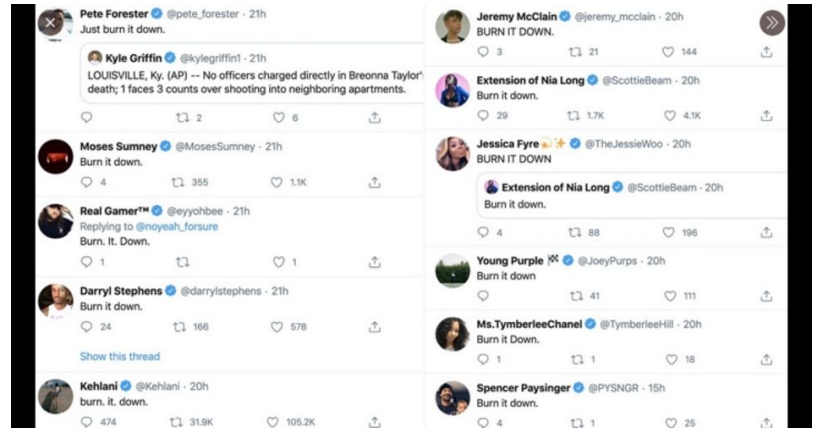 Pete Forester @pete_forester · 21h
Just burn it down.
Kyle Griffin @kylegriffin1 · 21h
LOUISVILLE, Ky. (AP) -- No officers charged directly in Breonna Taylor's
death; 1 faces 3 counts over shooting into neighboring apartments.
2 6
Moses Sumney @MosesSumney · 21h
Burn it down.
4 355 1.1K
Real Gamer™ @eyyohbee · 21h
Replying to @noyeah_forsure
Burn. It. Down.
1 1
Darryl Stephens @darrylstephens · 21h
Burn it down.
24 166 578
Show this thread
Kehlani @Kehlani · 20h
burn. it. down.
474 31.9K 105.2K
Jeremy McClain @jeremy_mcclain · 20h
BURN IT DOWN.
3 21 144
Extension of Nia Long @ScottieBeam · 20h
Burn it down.
29 1.7K 4.1K
Jessica Fyre @TheJessieWoo · 20h
BURN IT DOWN
Extension of Nia Long @ScottieBeam · 20h
Burn it down.
4 88 196
Young Purple @JoeyPurps · 20h
Burn it down
41 111
Ms.TymberleeChanel @TymberleeHill · 20h
Burn it Down.
1 1 18
Spencer Paysinger @PYSNGR · 15h
Burn it down.
4 1 25